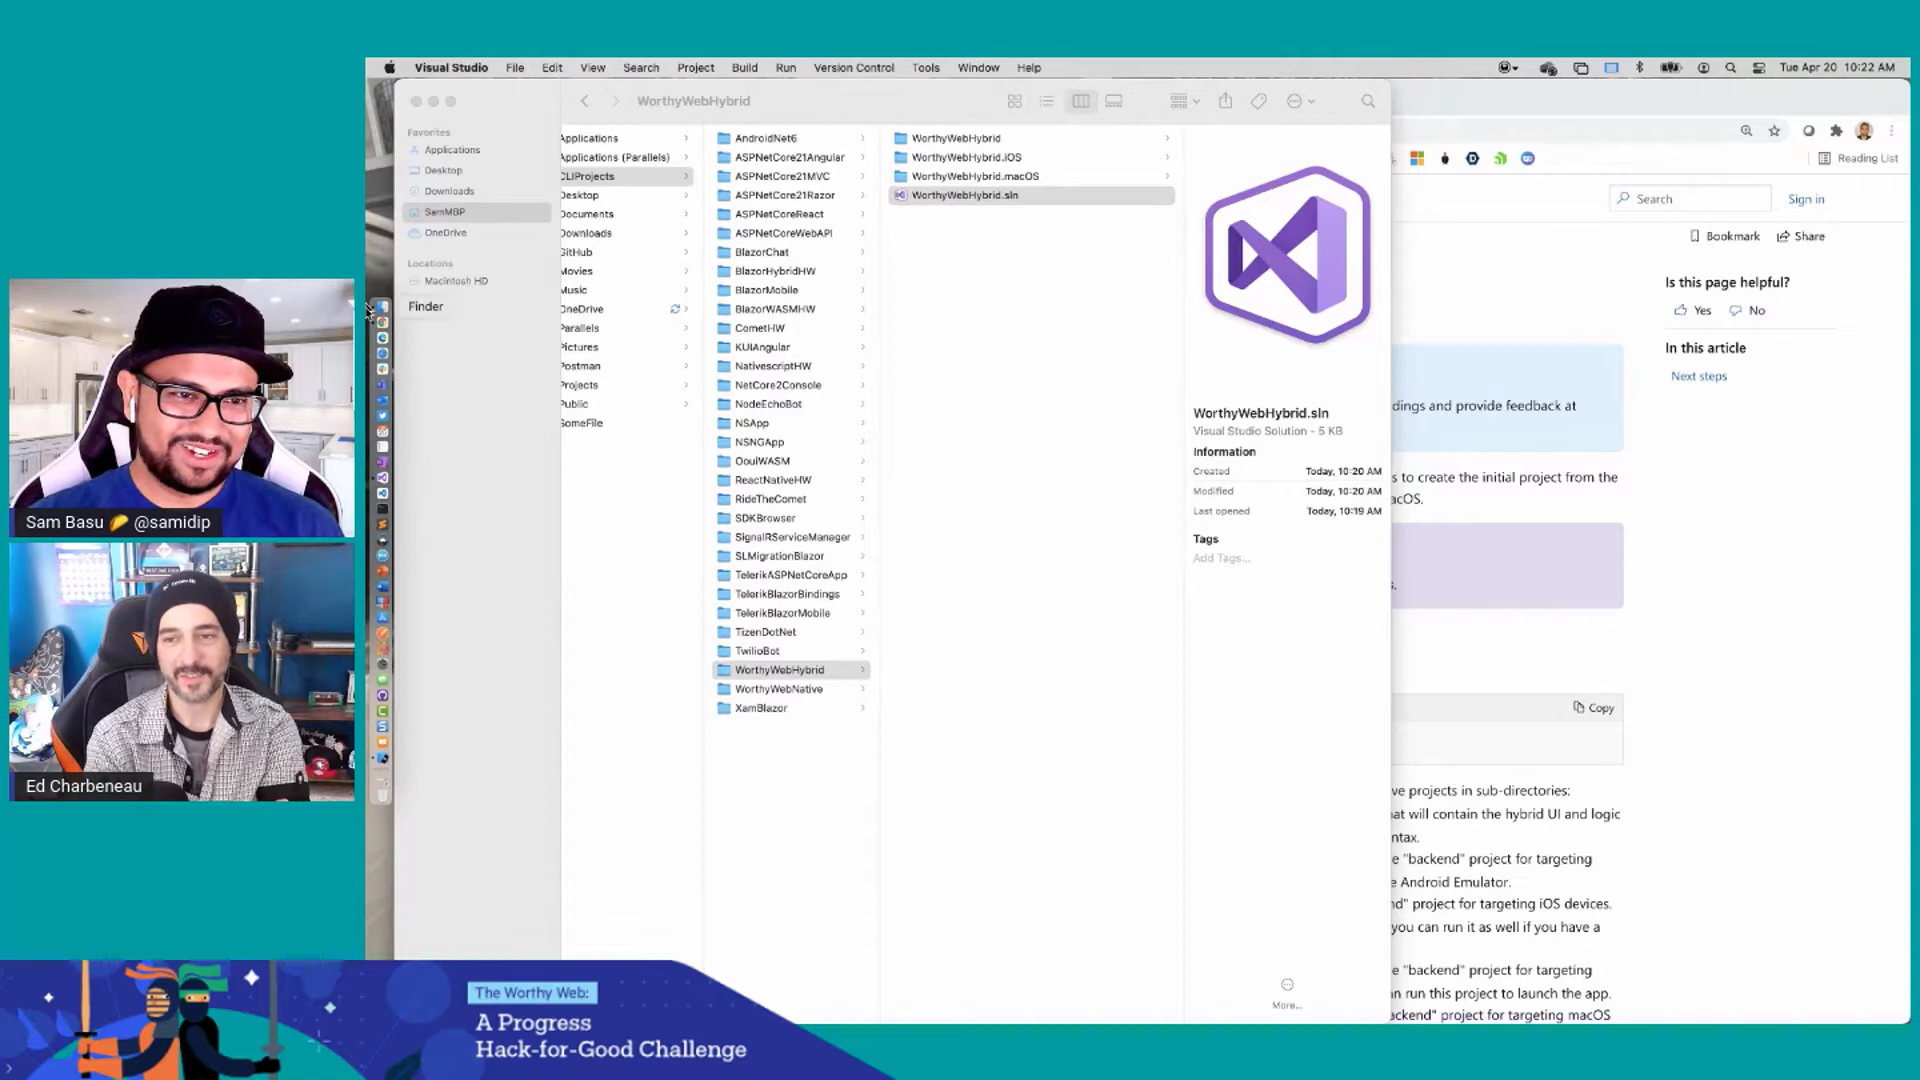 Visual Studio File Edit View Search Project Build Run Version Control Tools Window Help
Tue Apr 20 10:22 AM
WorthyWebHybrid
Favorites
Applications
Desktop
Downloads
SamMBP
OneDrive
Locations
Macintosh HD
Finder
Applications
Applications (Parallels)
CLIProjects
Desktop
Documents
Downloads
GitHub
Movies
Music
OneDrive
Parallels
Pictures
Postman
Projects
Public
SomeFile
AndroidNet6
ASPNetCore21Angular
ASPNetCore21MVC
ASPNetCore21Razor
ASPNetCoreReact
ASPNetCoreWebAPI
BlazorChat
BlazorHybridHW
BlazorMobile
BlazorWASMHW
CometHW
KUIAngular
NativescriptHW
NetCore2Console
NodeEchoBot
NSApp
NSNGApp
OouiWASM
ReactNativeHW
RideTheComet
SDKBrowser
SignalRServiceManager
SLMigrationBlazor
TelerikASPNetCoreApp
TelerikBlazorBindings
TelerikBlazorMobile
TizenDotNet
TwilioBot
WorthyWebHybrid
WorthyWebNative
XamBlazor
WorthyWebHybrid
WorthyWebHybrid.iOS
WorthyWebHybrid.macOS
WorthyWebHybrid.sln
WorthyWebHybrid.sln
Visual Studio Solution - 5 KB
Information
Created Today, 10:20 AM
Modified Today, 10:20 AM
Last opened Today, 10:19 AM
Tags
Add Tags...
More...
Reading List
Search
Sign in
Bookmark Share
Is this page helpful?
Yes No
In this article
Next steps
dings and provide feedback at
s to create the initial project from the
acOS.
s.
Copy
ve projects in sub-directories:
at will contain the hybrid UI and logic
ntax.
e "backend" project for targeting
e Android Emulator.
nd" project for targeting iOS devices.
you can run it as well if you have a
e "backend" project for targeting
n run this project to launch the app.
ackend" project for targeting macOS
Sam Basu 🌮 @samidip
Ed Charbeneau
The Worthy Web:
A Progress
Hack-for-Good Challenge